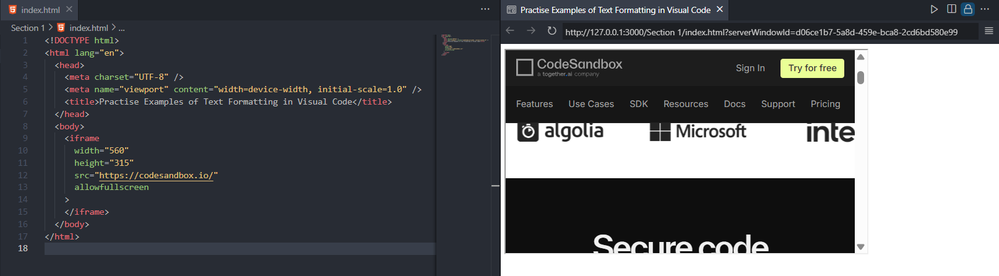 index.html
Section 1 > index.html > ...
1 <!DOCTYPE html>
2 <html lang="en">
3 <head>
4 <meta charset="UTF-8" />
5 <meta name="viewport" content="width=device-width, initial-scale=1.0" />
6 <title>Practise Examples of Text Formatting in Visual Code</title>
7 </head>
8 <body>
9 <iframe
10 width="560"
11 height="315"
12 src="https://codesandbox.io/"
13 allowfullscreen
14 >
15 </iframe>
16 </body>
17 </html>
18
Practise Examples of Text Formatting in Visual Code
http://127.0.0.1:3000/Section 1/index.html?serverWindowId=d06ce1b7-5a8d-459e-bca8-2cd6bd580e99
CodeSandbox
a together.ai company
Sign In
Try for free
Features Use Cases SDK Resources Docs Support Pricing
algolia Microsoft inte
Secure code